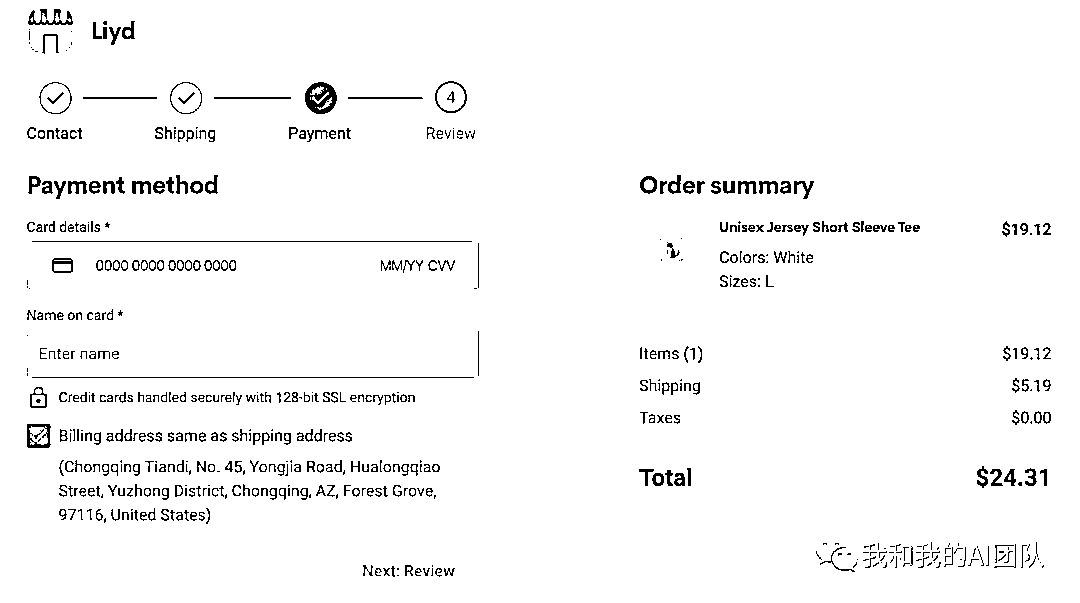 Liyd
4
Contact
Shipping
Payment
Review
Payment method
Card details *
0000 0000 0000 0000
MM/YY CVV
Name on card *
Enter name
Credit cards handled securely with 128-bit SSL encryption
Billing address same as shipping address
(Chongqing Tiandi, No. 45, Yongjia Road, Hualongqiao
Street, Yuzhong District, Chongqing, AZ, Forest Grove,
97116, United States)
Next: Review
Order summary
Unisex Jersey Short Sleeve Tee $19.12
Colors: White
Sizes: L
Items (1) $19.12
Shipping $5.19
Taxes $0.00
Total $24.31
我和我的AI团队